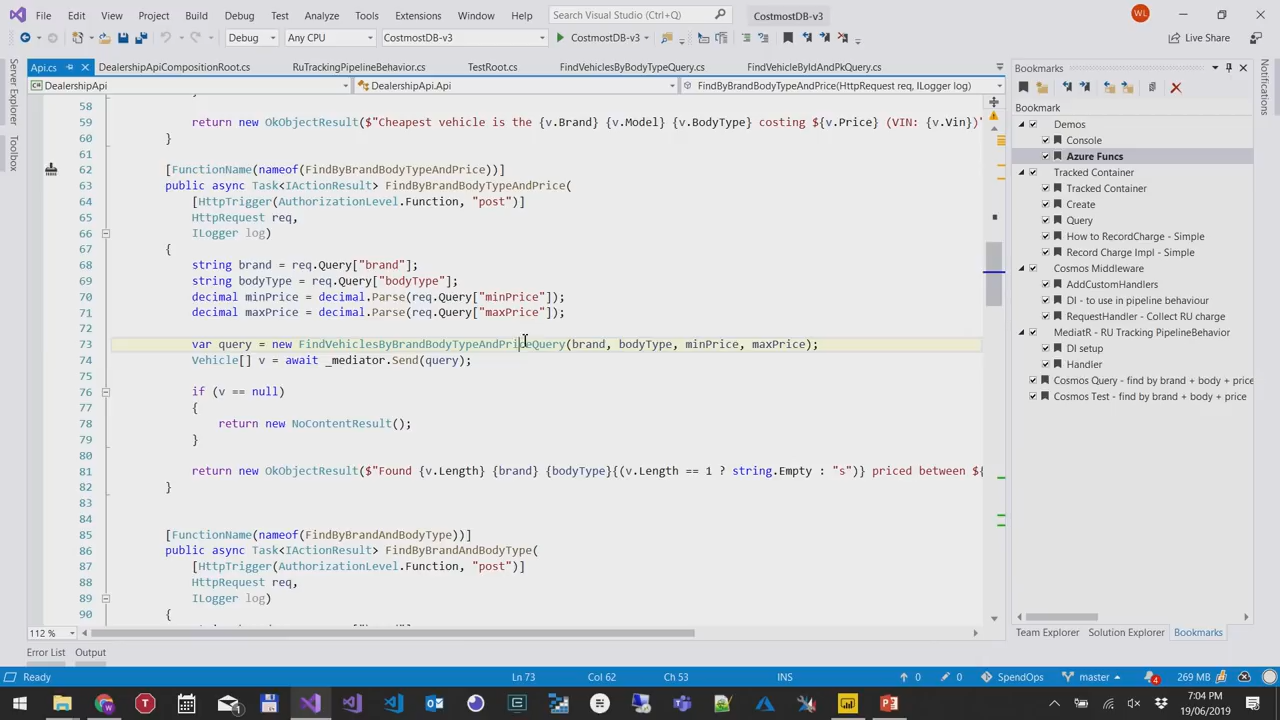 File Edit View Project Build Debug Test Analyze Tools Extensions Window Help Search Visual Studio (Ctrl+Q) CostmostDB-v3 WL
Debug Any CPU CostmostDB-v3 CostmostDB-v3 Live Share
Api.cs DealershipApiCompositionRoot.cs RuTrackingPipelineBehavior.cs Constants.cs FindVehiclesByBodyTypeQuery.cs FindVehicleByIdAndPkQuery.cs
DealershipApi DealershipApi.Api FindByBrandBodyTypeAndPrice(HttpRequest req, ILogger log)
Server Explorer
Toolbox
58
59 return new OkObjectResult($"Cheapest vehicle is the {v.Brand} {v.Model} {v.BodyType} costing ${v.Price} (VIN: {v.Vin})"
60 }
61
62 [FunctionName(nameof(FindByBrandBodyTypeAndPrice))]
63 public async Task<IActionResult> FindByBrandBodyTypeAndPrice(
64 [HttpTrigger(AuthorizationLevel.Function, "post")]
65 HttpRequest req,
66 ILogger log)
67 {
68 string brand = req.Query["brand"];
69 string bodyType = req.Query["bodyType"];
70 decimal minPrice = decimal.Parse(req.Query["minPrice"]);
71 decimal maxPrice = decimal.Parse(req.Query["maxPrice"]);
72
73 var query = new FindVehiclesByBrandBodyTypeAndPriceQuery(brand, bodyType, minPrice, maxPrice);
74 Vehicle[] v = await _mediator.Send(query);
75
76 if (v == null)
77 {
78 return new NoContentResult();
79 }
80
81 return new OkObjectResult($"Found {v.Length} {brand} {bodyType}{(v.Length == 1 ? string.Empty : "s")} priced between $
82 }
83
84
85 [FunctionName(nameof(FindByBrandAndBodyType))]
86 public async Task<IActionResult> FindByBrandAndBodyType(
87 [HttpTrigger(AuthorizationLevel.Function, "post")]
88 HttpRequest req,
89 ILogger log)
90 {
112 %
Bookmarks
Bookmark
Demos
Console
Azure Funcs
Tracked Container
Tracked Container
Create
Query
How to RecordCharge - Simple
Record Charge Impl - Simple
Cosmos Middleware
AddCustomHandlers
DI - to use in pipeline behaviour
RequestHandler - Collect RU charge
MediatR - RU Tracking PipelineBehavior
DI setup
Handler
Cosmos Query - find by brand + body + price
Cosmos Test - find by brand + body + price
Team Explorer Solution Explorer Bookmarks
Notifications
Error List Output
Ready Ln 73 Col 62 Ch 53 INS 0 0 SpendOps master 4 269 MB
7:04 PM
19/06/2019